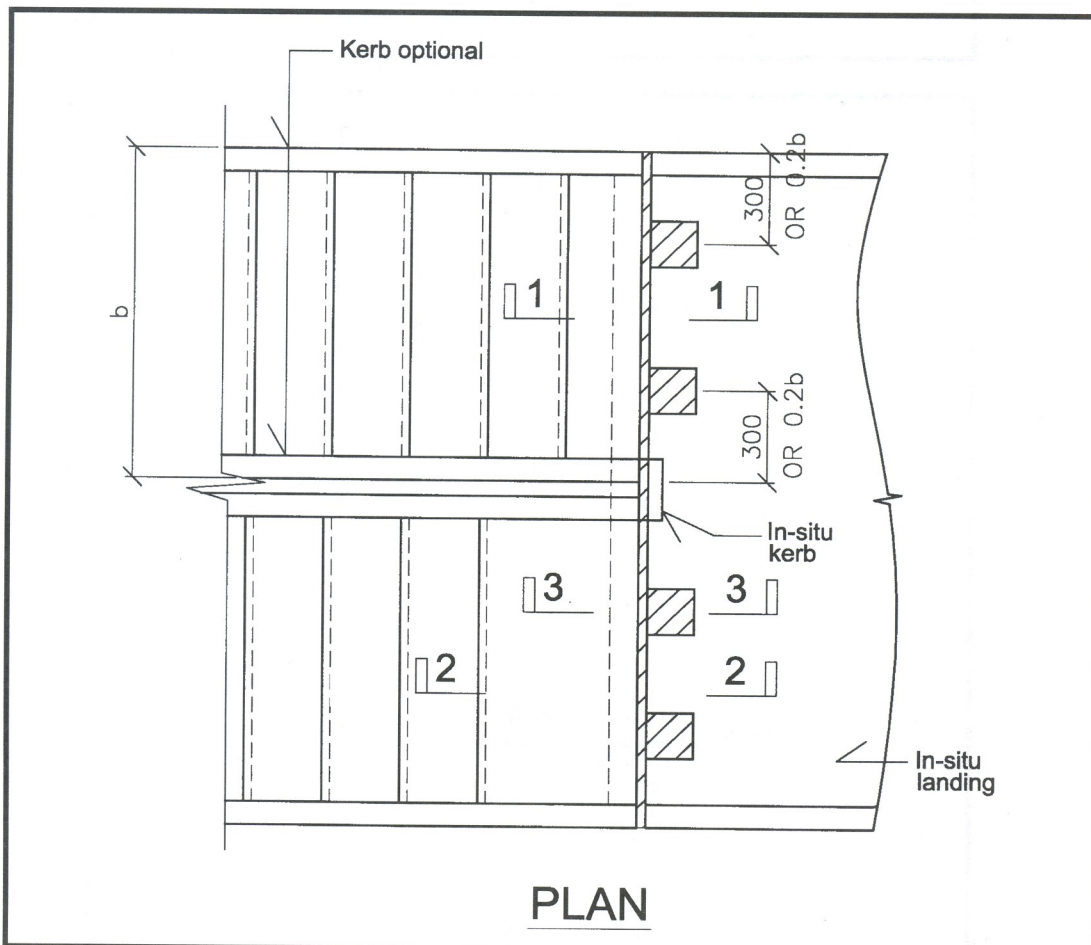 Kerb optional
300
OR 0.2b
1
1
b
300
OR 0.2b
In-situ
kerb
3
3
2
2
In-situ
landing
PLAN